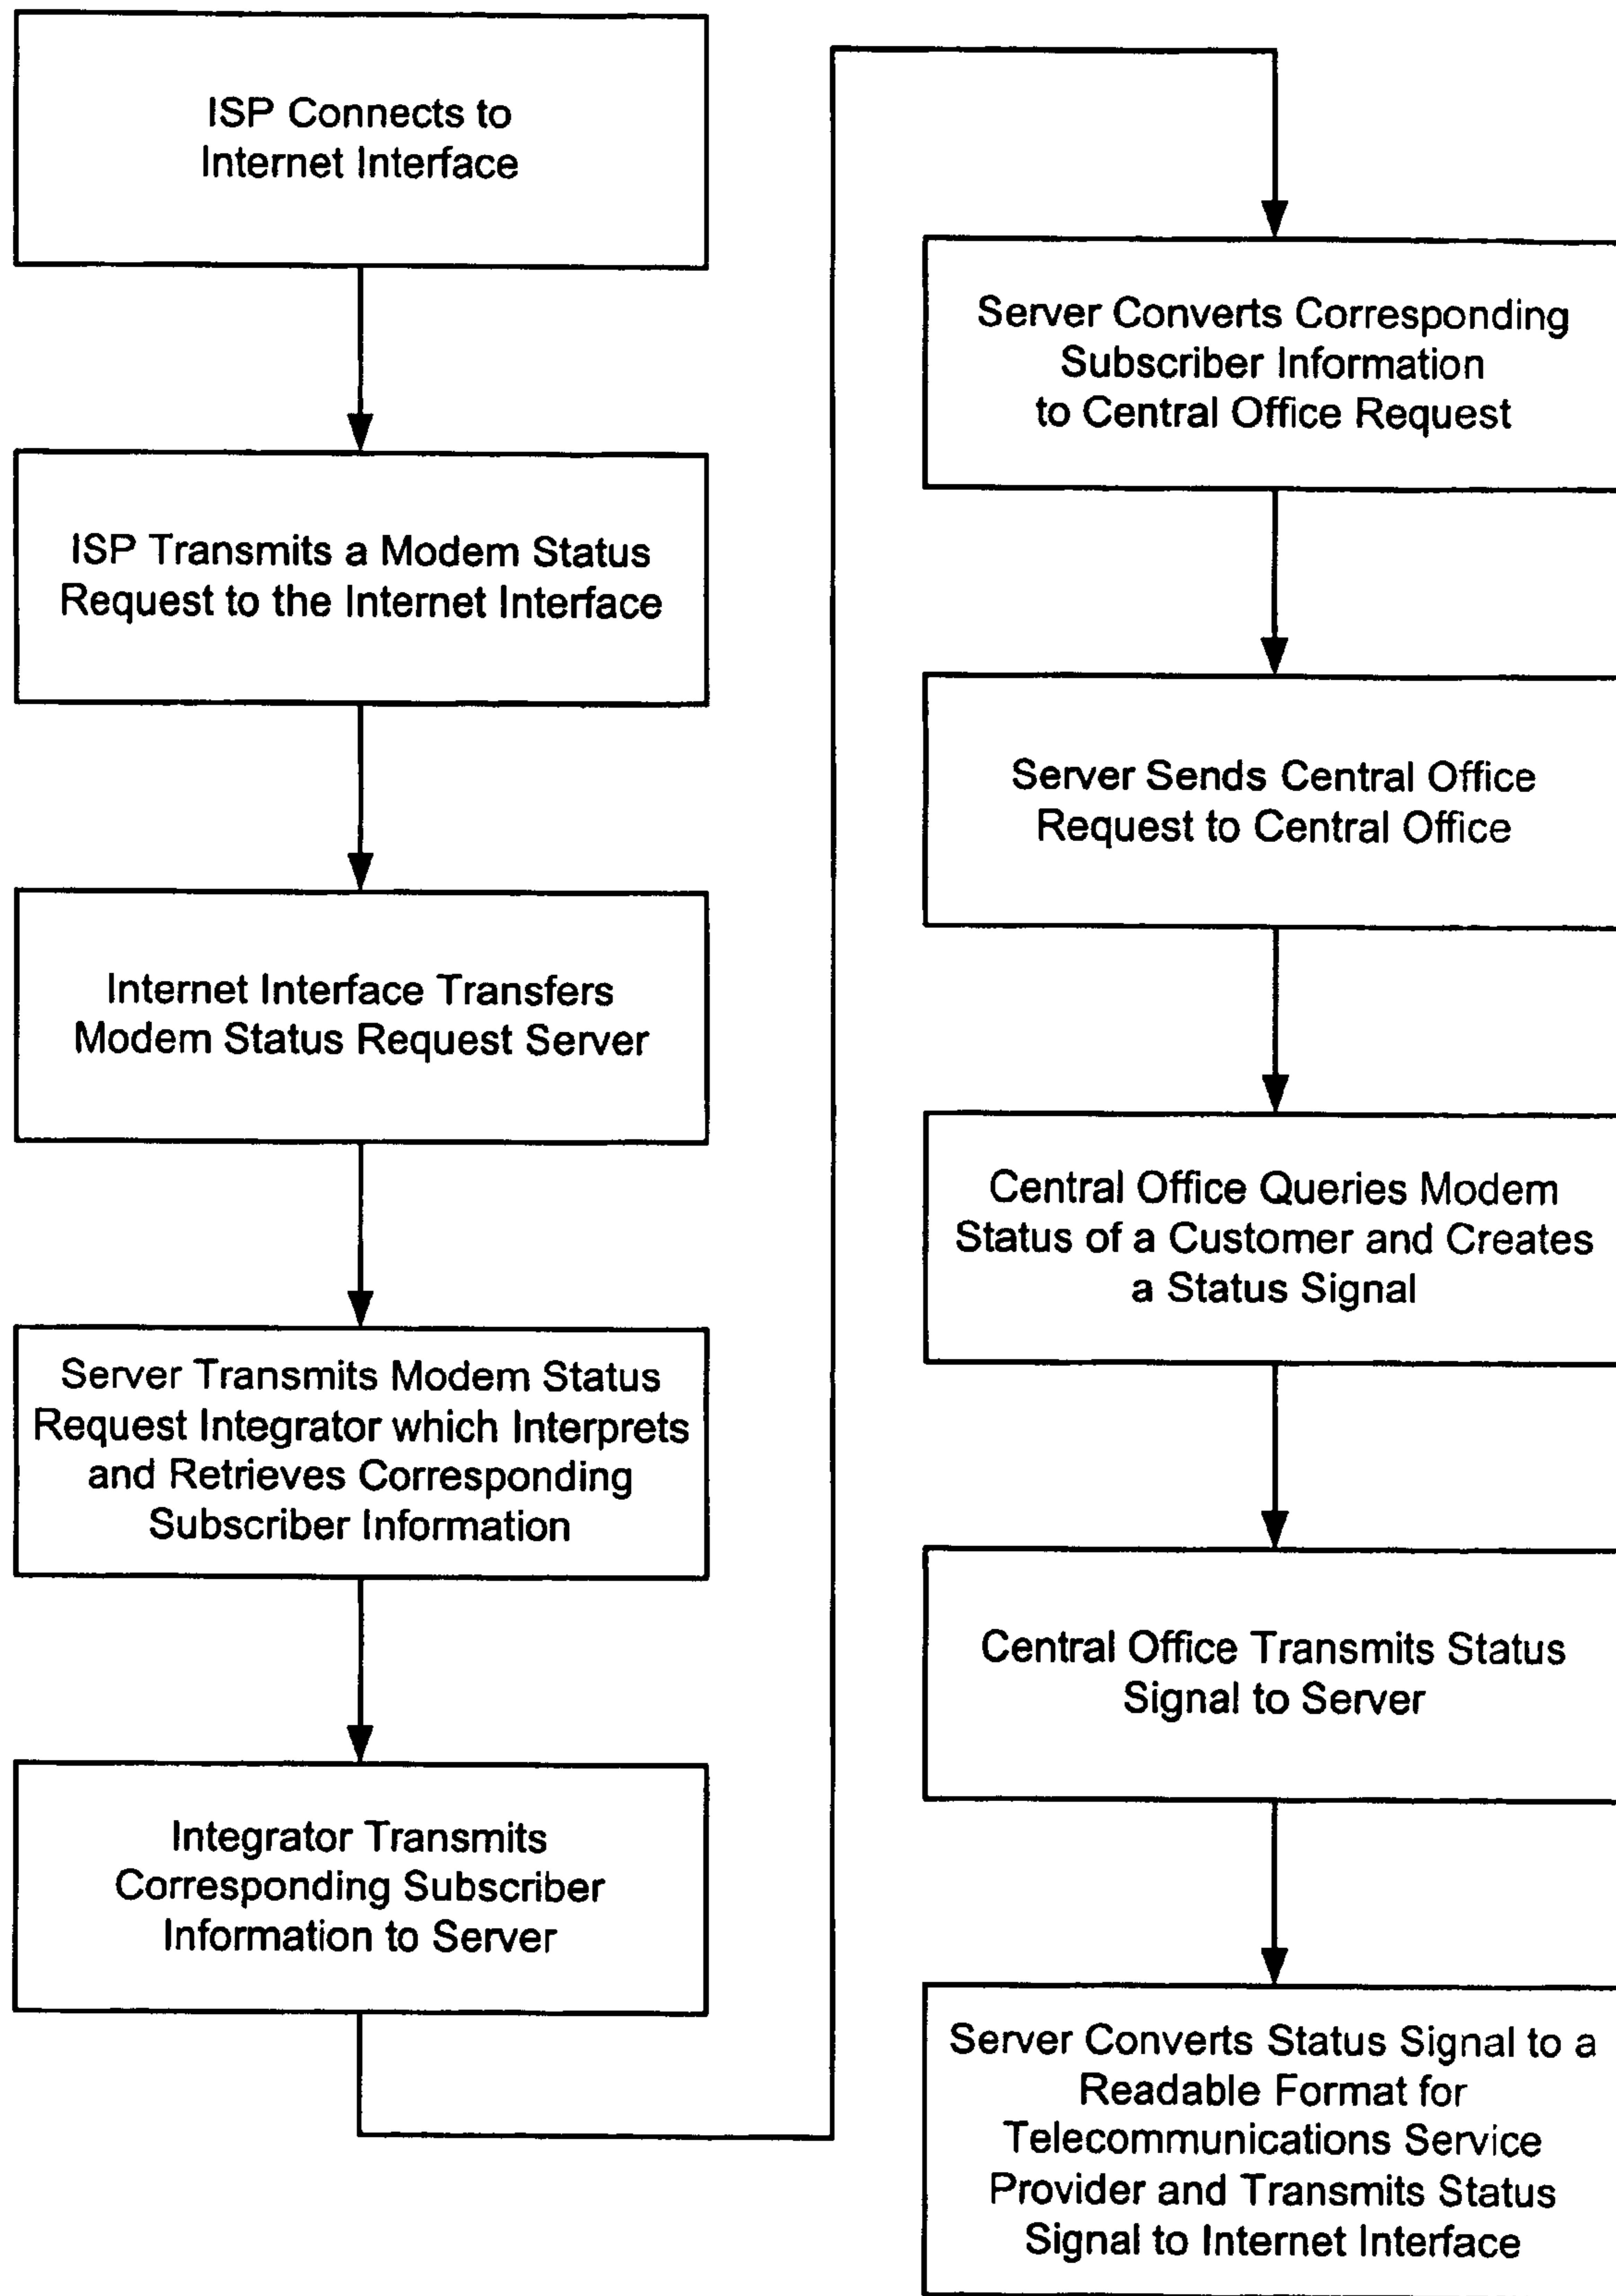 ISP Connects to
Internet Interface
ISP Transmits a Modem Status
Request to the Internet Interface
Internet Interface Transfers
Modem Status Request Server
Server Transmits Modem Status
Request Integrator which Interprets
and Retrieves Corresponding
Subscriber Information
Integrator Transmits
Corresponding Subscriber
Information to Server
Server Converts Corresponding
Subscriber Information
to Central Office Request
Server Sends Central Office
Request to Central Office
Central Office Queries Modem
Status of a Customer and Creates
a Status Signal
Central Office Transmits Status
Signal to Server
Server Converts Status Signal to a
Readable Format for
Telecommunications Service
Provider and Transmits Status
Signal to Internet Interface